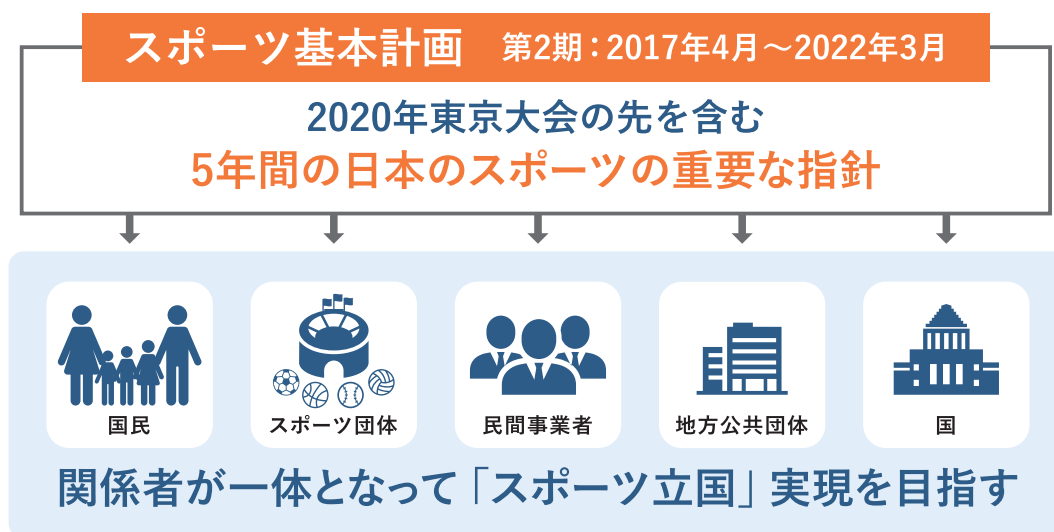 スポーツ基本計画 第2期：2017年4月～2022年3月
2020年東京大会の先を含む
5年間の日本のスポーツの重要な指針
国民
スポーツ団体
民間事業者
地方公共団体
国
関係者が一体となって「スポーツ立国」実現を目指す